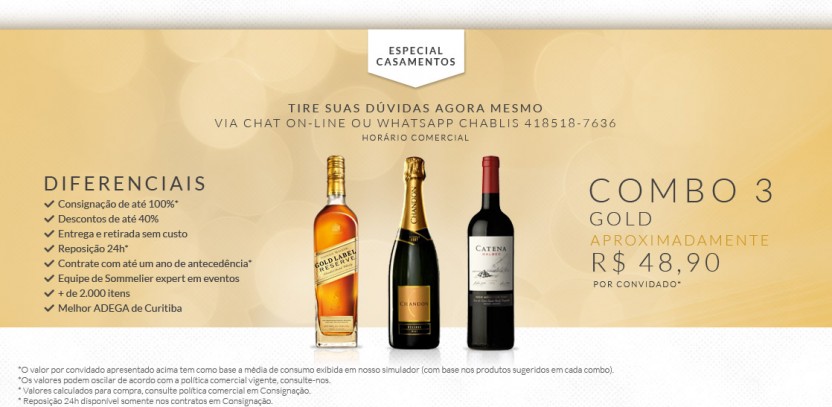 ESPECIAL
CASAMENTOS
TIRE SUAS DÚVIDAS AGORA MESMO
VIA CHAT ON-LINE OU WHATSAPP CHABLIS 418518-7636
HORÁRIO COMERCIAL
DIFERENCIAIS
Consignação de até 100%*
Descontos de até 40%
Entrega e retirada sem custo
Reposição 24h*
Contrate com até um ano de antecedência*
Equipe de Sommelier expert em eventos
+ de 2.000 itens
Melhor ADEGA de Curitiba
GOLD LABEL
RESERVE
CHANDON
CHANDON
CATENA
MALBEC
COMBO 3
GOLD
APROXIMADAMENTE
R$ 48,90
POR CONVIDADO*
*O valor por convidado apresentado acima tem como base a média de consumo exibida em nosso simulador (com base nos produtos sugeridos em cada combo).
*Os valores podem oscilar de acordo com a política comercial vigente, consulte-nos.
* Valores calculados para compra, consulte política comercial em Consignação.
* Reposição 24h disponível somente nos contratos em Consignação.